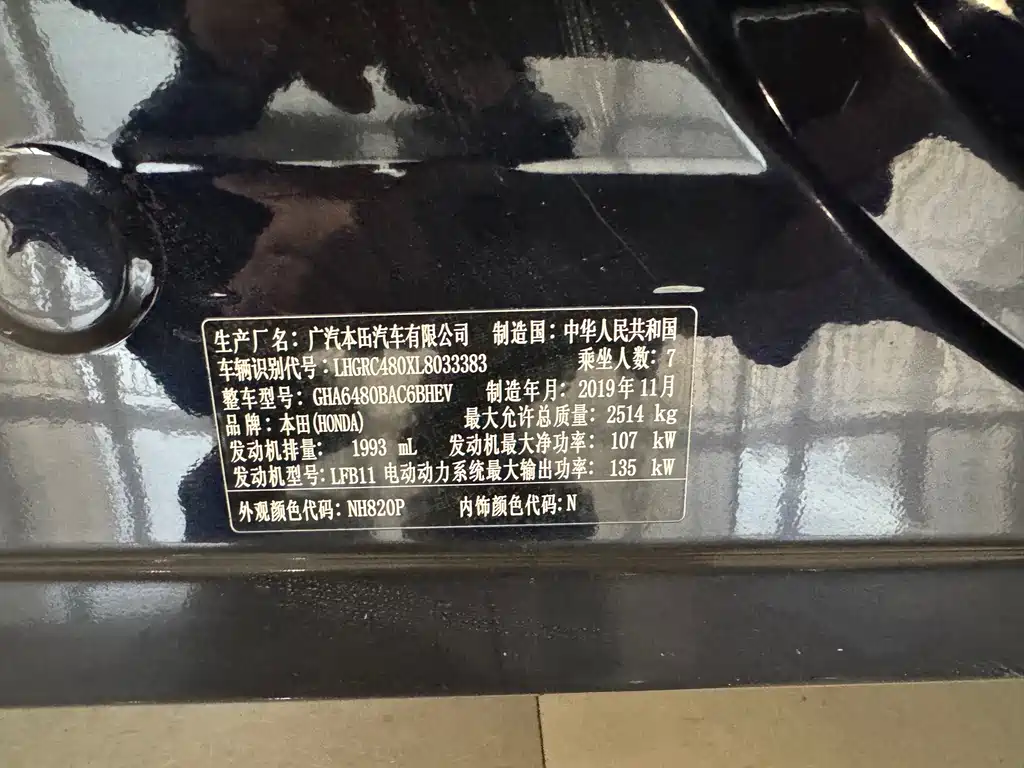 生产厂名：广汽本田汽车有限公司 制造国：中华人民共和国
车辆识别代号：LHGRC480XL8033383 乘坐人数：7
整车型号：GHA6480BAC6BHEV 制造年月：2019年11月
品牌：本田(HONDA) 最大允许总质量：2514 kg
发动机排量： 1993 mL 发动机最大净功率： 107 kW
发动机型号：LFB11 电动动力系统最大输出功率： 135 kW
外观颜色代码：NH820P 内饰颜色代码：N